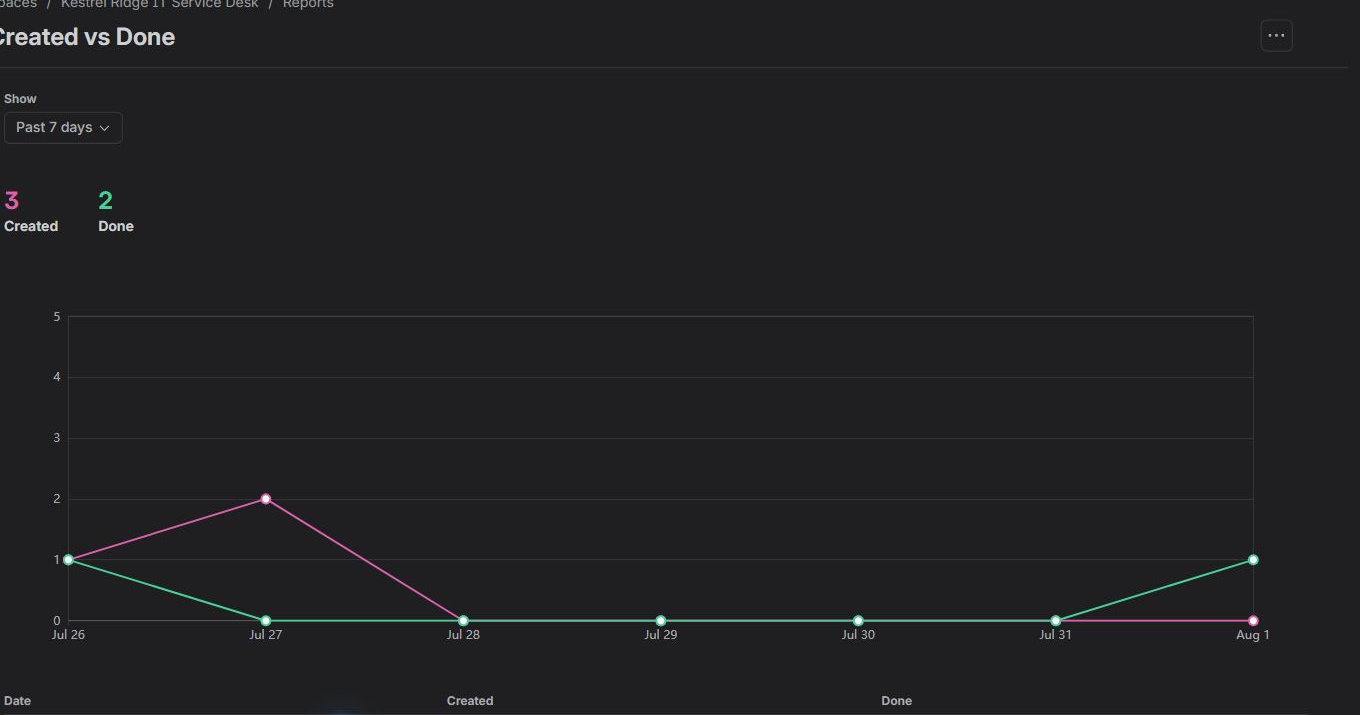 / Kestrel Ridge IT Service Desk / Reports
Created vs Done
Show
Past 7 days
3 2
Created Done
5
4
3
2
1
0
Jul 26 Jul 27 Jul 28 Jul 29 Jul 30 Jul 31 Aug 1
Date Created Done